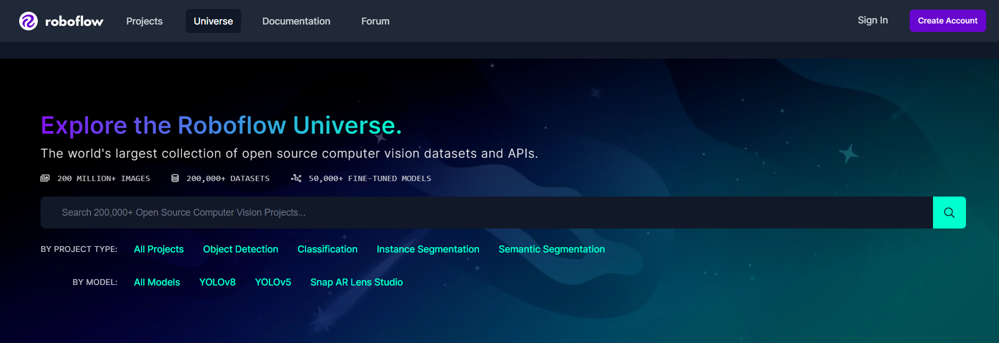 roboflow Projects Universe Documentation Forum Sign In Create Account
Explore the Roboflow Universe.
The world's largest collection of open source computer vision datasets and APIs.
200 MILLION+ IMAGES 200,000+ DATASETS 50,000+ FINE-TUNED MODELS
Search 200,000+ Open Source Computer Vision Projects...
BY PROJECT TYPE: All Projects Object Detection Classification Instance Segmentation Semantic Segmentation
BY MODEL: All Models YOLOv8 YOLOv5 Snap AR Lens Studio